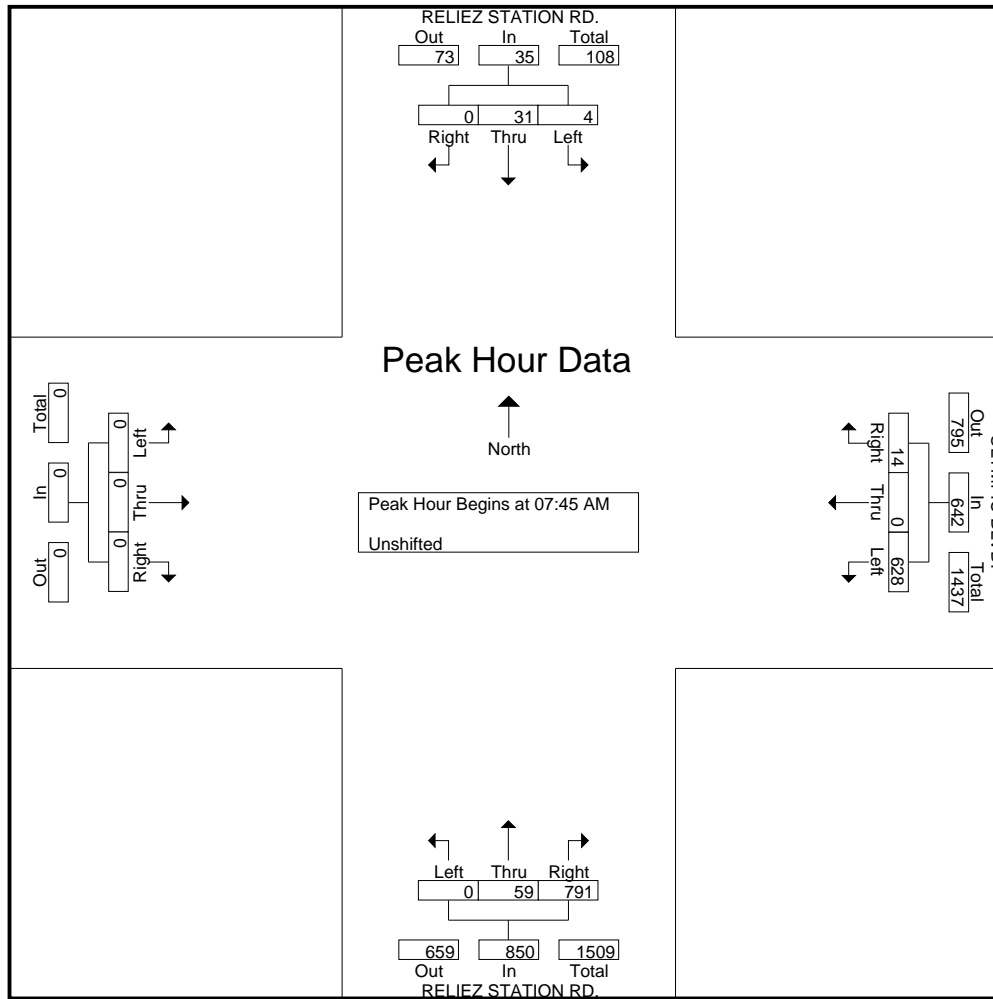 RELIEZ STATION RD.
Out In Total
73 35 108
0 31 4
Right Thru Left
Peak Hour Data
North
Peak Hour Begins at 07:45 AM
Unshifted
Total In Out
0 0 0
0 0 0
Left Thru Right
Right Thru Left
14 0 628
795 642 1437
Out In Total
Left Thru Right
0 59 791
659 850 1509
Out In Total
RELIEZ STATION RD.